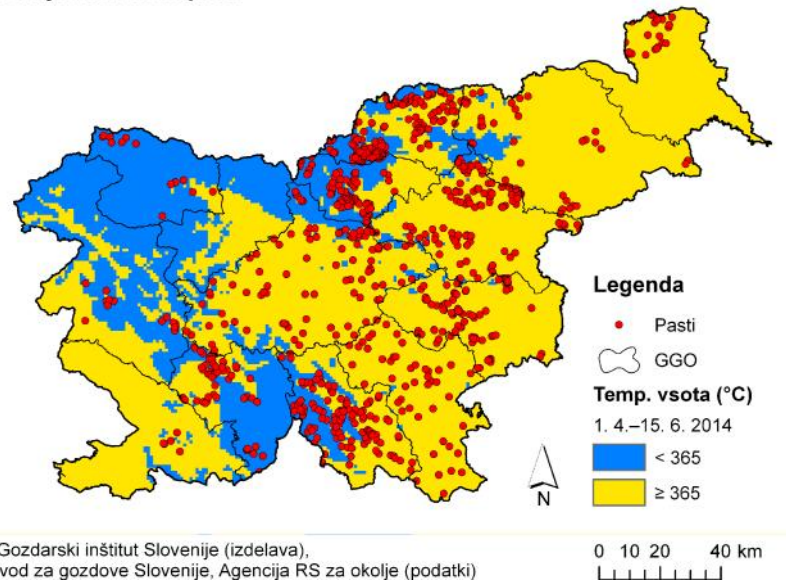 Legenda
Pasti
GGO
Temp. vsota (°C)
1. 4.–15. 6. 2014
< 365
≥ 365
N
Gozdarski inštitut Slovenije (izdelava),
vod za gozdove Slovenije, Agencija RS za okolje (podatki)
0 10 20 40 km